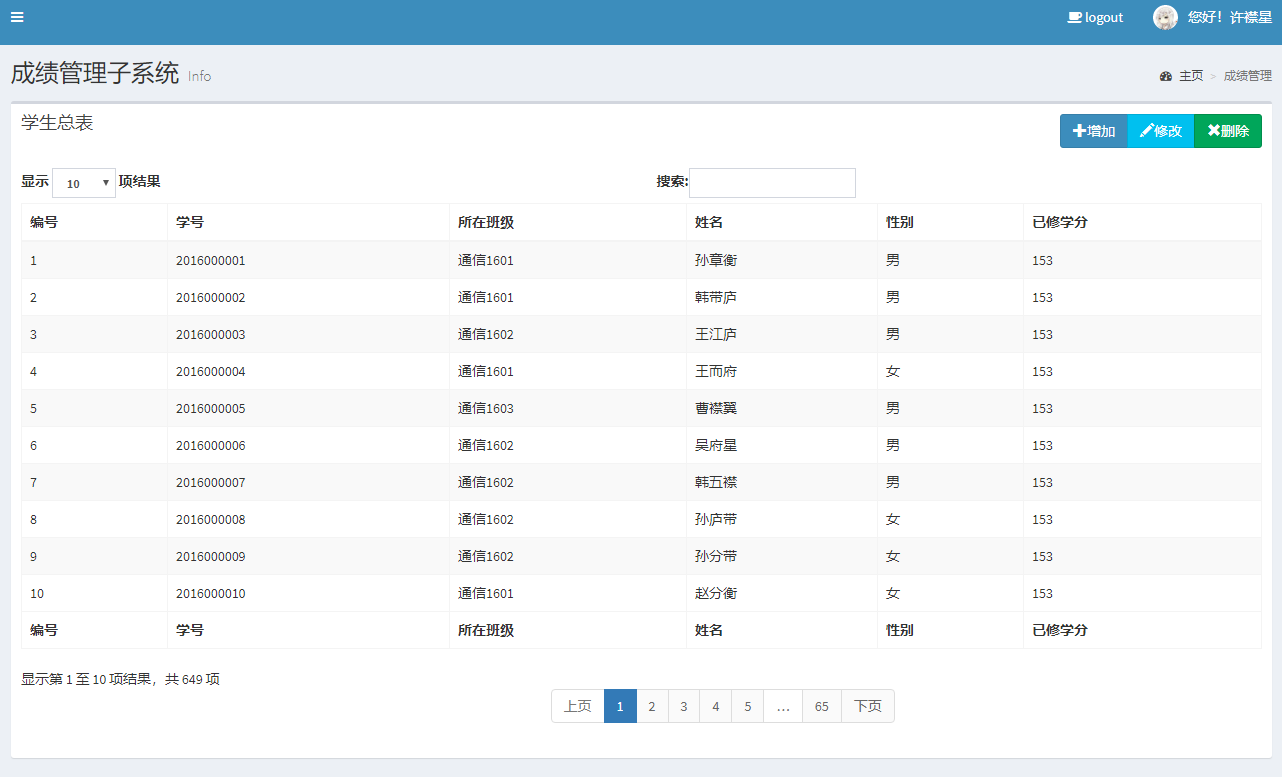 logout 您好！许襟星
成绩管理子系统 Info
主页 > 成绩管理
学生总表
增加 修改 删除
显示 10 项结果 搜索:
编号 学号 所在班级 姓名 性别 已修学分
1 2016000001 通信1601 孙章衡 男 153
2 2016000002 通信1601 韩带庐 男 153
3 2016000003 通信1602 王江庐 男 153
4 2016000004 通信1601 王而府 女 153
5 2016000005 通信1603 曹襟翼 男 153
6 2016000006 通信1602 吴府星 男 153
7 2016000007 通信1602 韩五襟 男 153
8 2016000008 通信1602 孙庐带 女 153
9 2016000009 通信1602 孙分带 女 153
10 2016000010 通信1601 赵分衡 女 153
编号 学号 所在班级 姓名 性别 已修学分
显示第 1 至 10 项结果，共 649 项
上页 1 2 3 4 5 … 65 下页